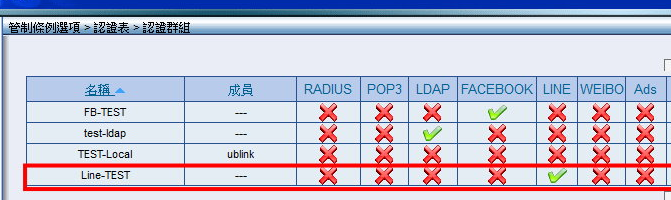 管制條例選項 > 認證表 > 認證群組
名稱 成員 RADIUS POP3 LDAP FACEBOOK LINE WEIBO Ads
FB-TEST ---
test-ldap ---
TEST-Local ublink
Line-TEST ---